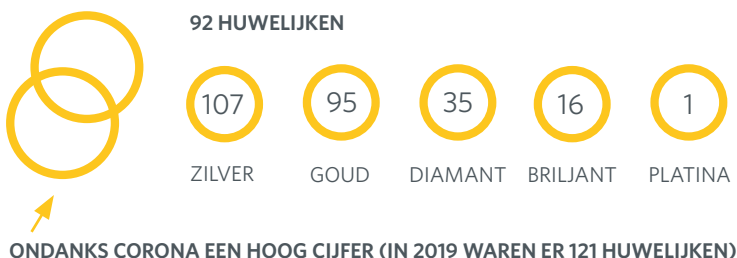 92 HUWELIJKEN
107 95 35 16 1
ZILVER GOUD DIAMANT BRILJANT PLATINA
ONDANKS CORONA EEN HOOG CIJFER (IN 2019 WAREN ER 121 HUWELIJKEN)